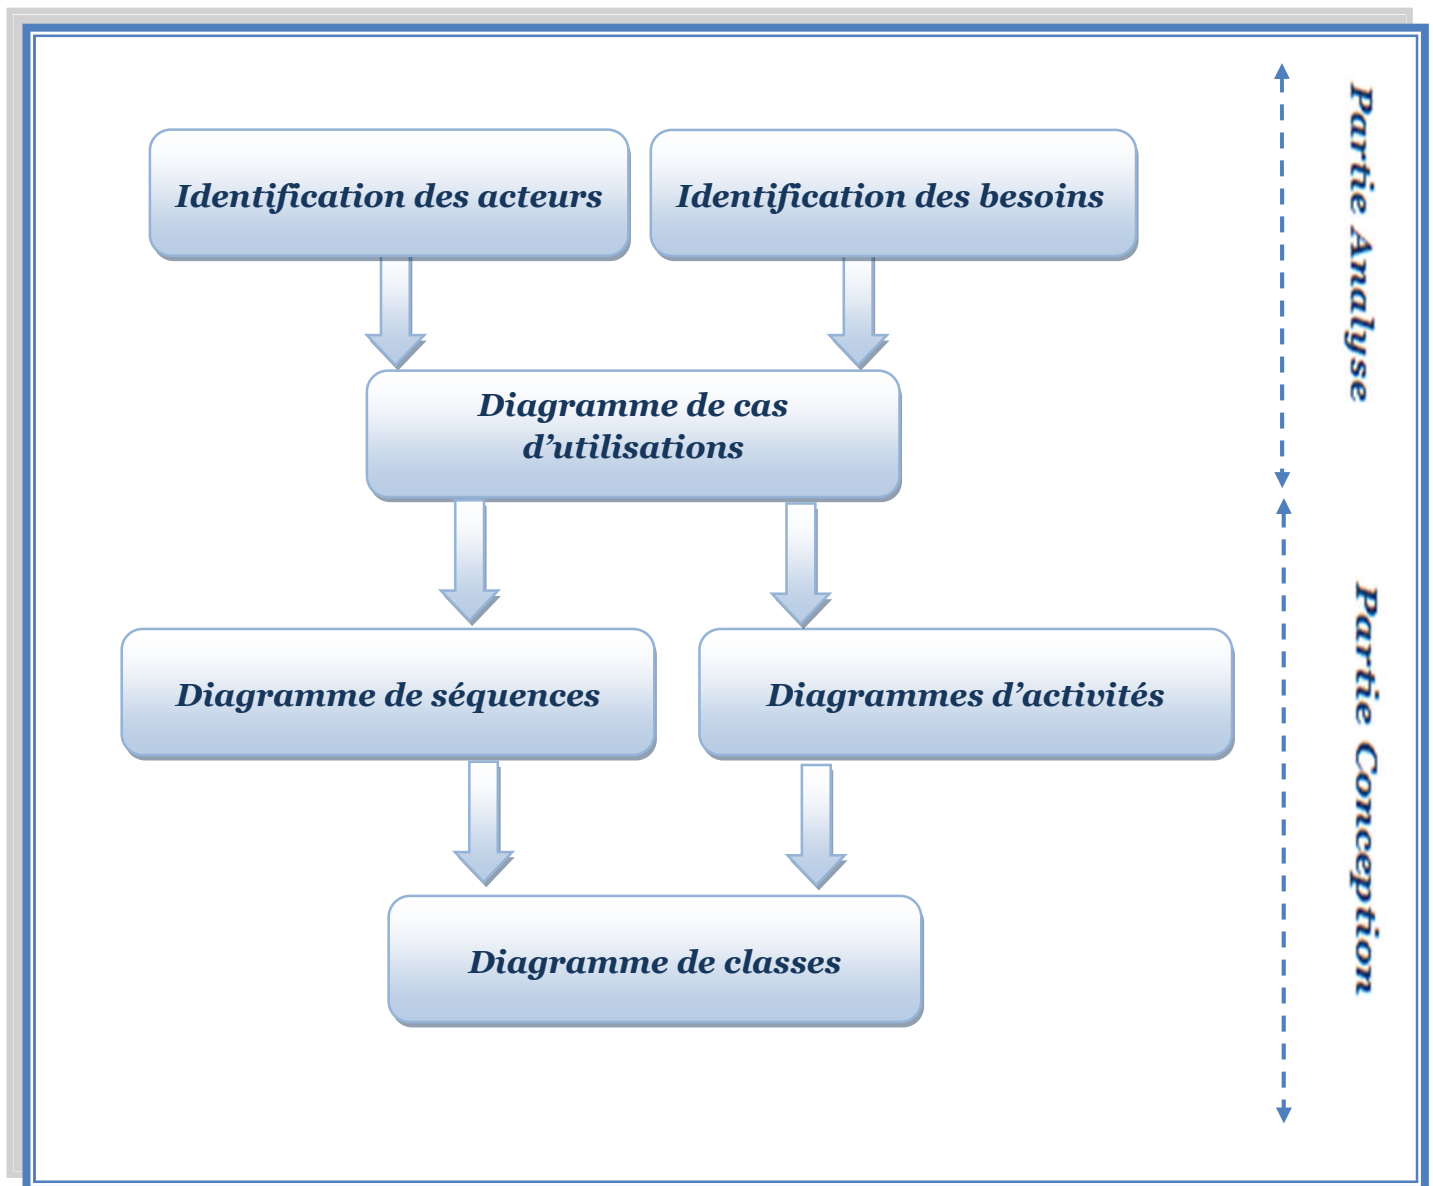 Identification des acteurs
Identification des besoins
Diagramme de cas
d’utilisations
Diagramme de séquences
Diagrammes d’activités
Diagramme de classes
Partie Analyse
Partie Conception